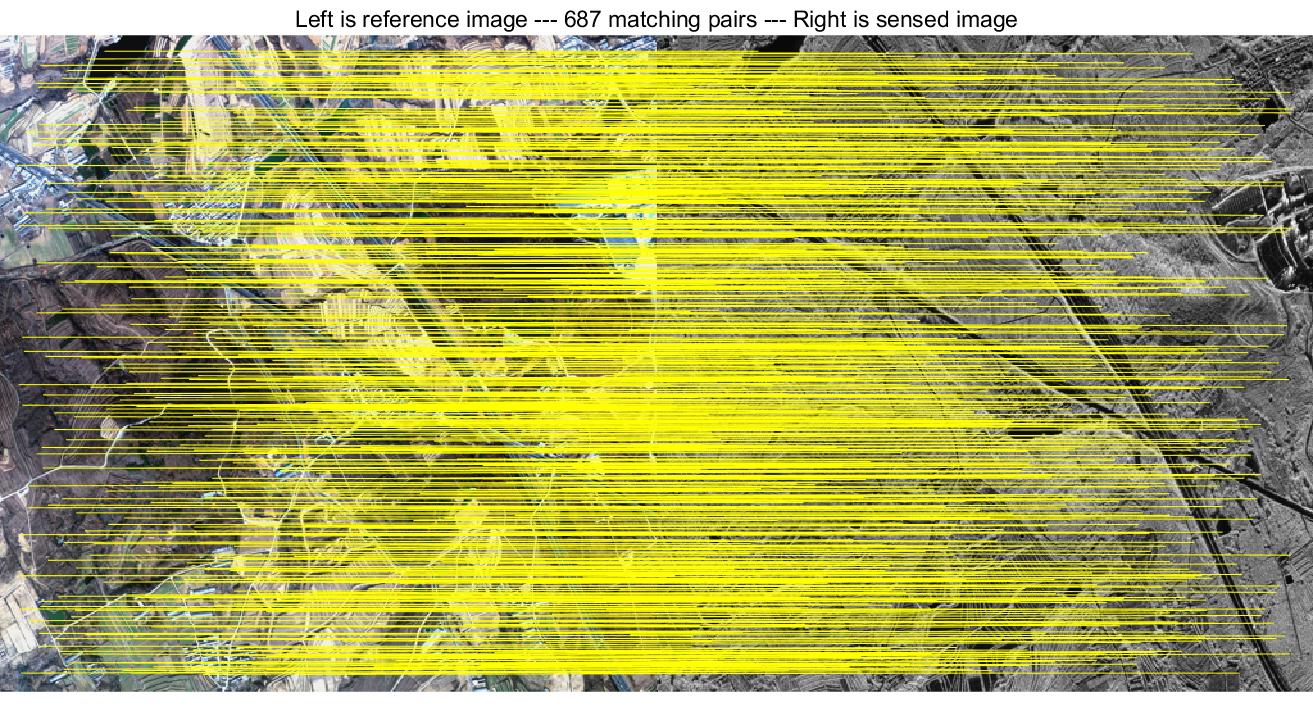 Left is reference image --- 687 matching pairs --- Right is sensed image